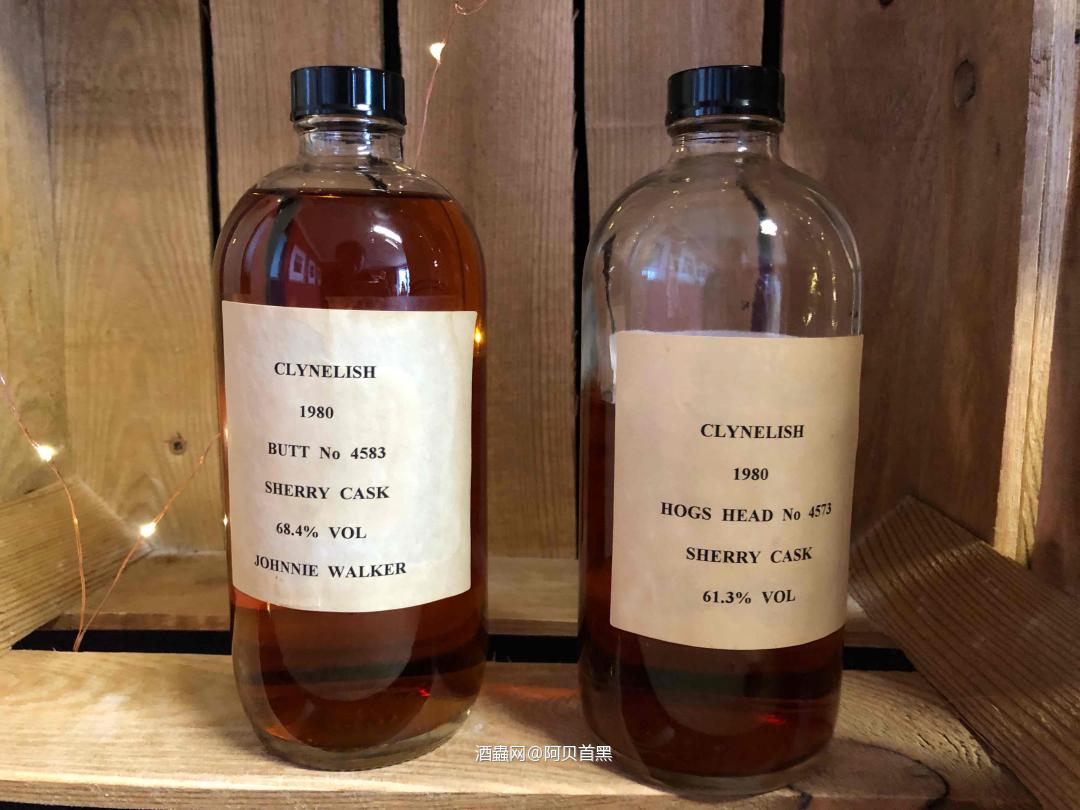 CLYNELISH
1980
BUTT No 4583
SHERRY CASK
68.4% VOL
JOHNNIE WALKER
CLYNELISH
1980
HOGS HEAD No 4573
SHERRY CASK
61.3% VOL
酒蟲网@阿贝首黑